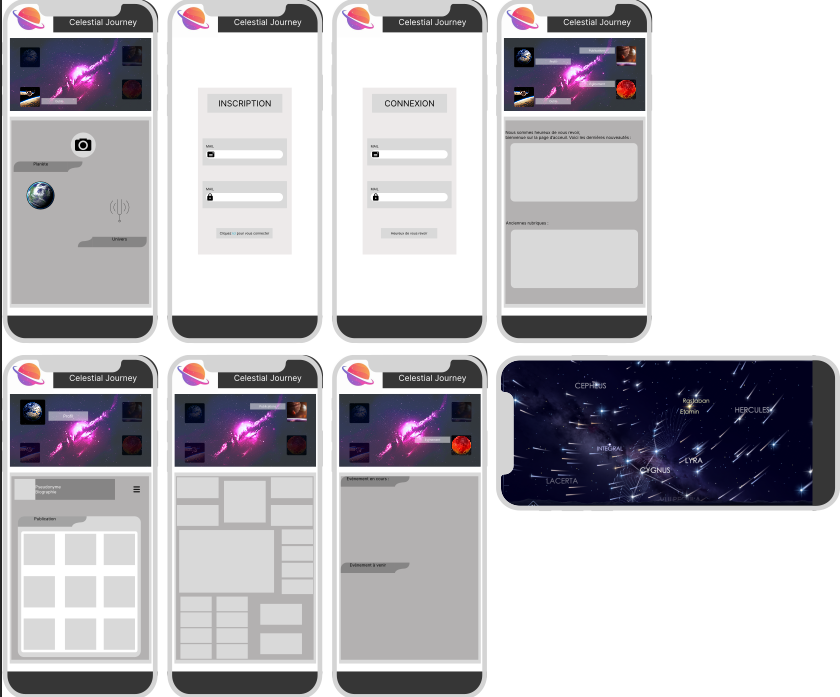 Celestial Journey
Planète
Univers
Celestial Journey
INSCRIPTION
MAIL
MAIL
Cliquez ici pour vous connecter
Celestial Journey
CONNEXION
MAIL
MAIL
Heureux de vous revoir
Celestial Journey
Profil
Nous sommes heureux de vous revoir,
bienvenue sur la page d'acceuil. Voici les dernières nouveautés :
Anciennes rubriques :
Celestial Journey
Profil
Pseudonyme
Biographie
Publication
Celestial Journey
Celestial Journey
Evènement en cours :
Evènement à venir
CEPHEUS
Rastaban
Etamin
HERCULES
INTEGRAL
LYRA
CYGNUS
LACERTA